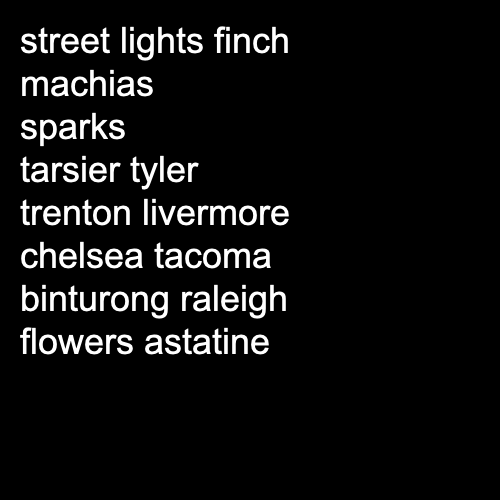 street lights finch
machias
sparks
tarsier tyler
trenton livermore
chelsea tacoma
binturong raleigh
flowers astatine